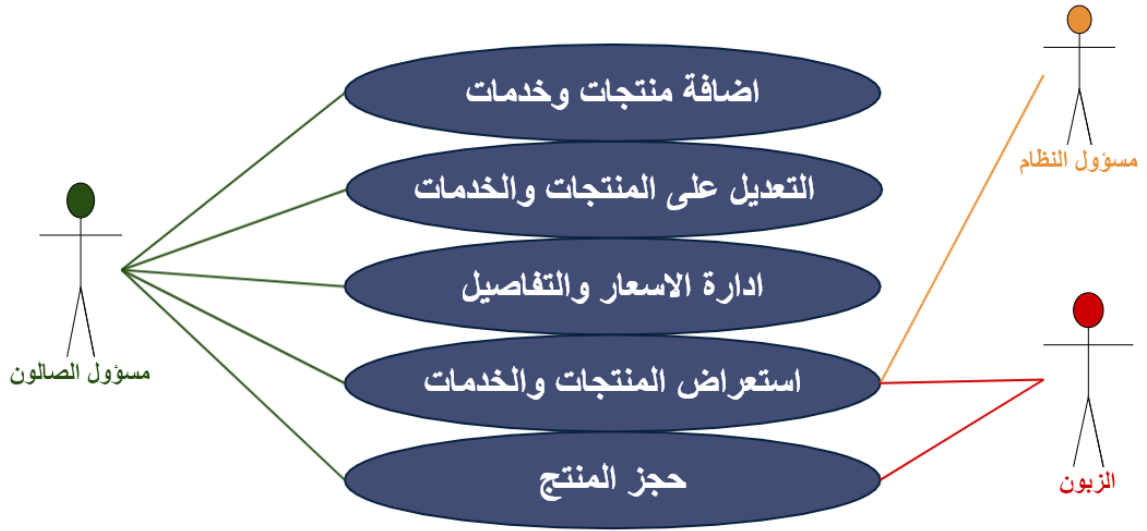 اضافة منتجات وخدمات
مسؤول النظام
التعديل على المنتجات والخدمات
ادارة الاسعار والتفاصيل
مسؤول الصالون
استعراض المنتجات والخدمات
حجز المنتج
الزبون